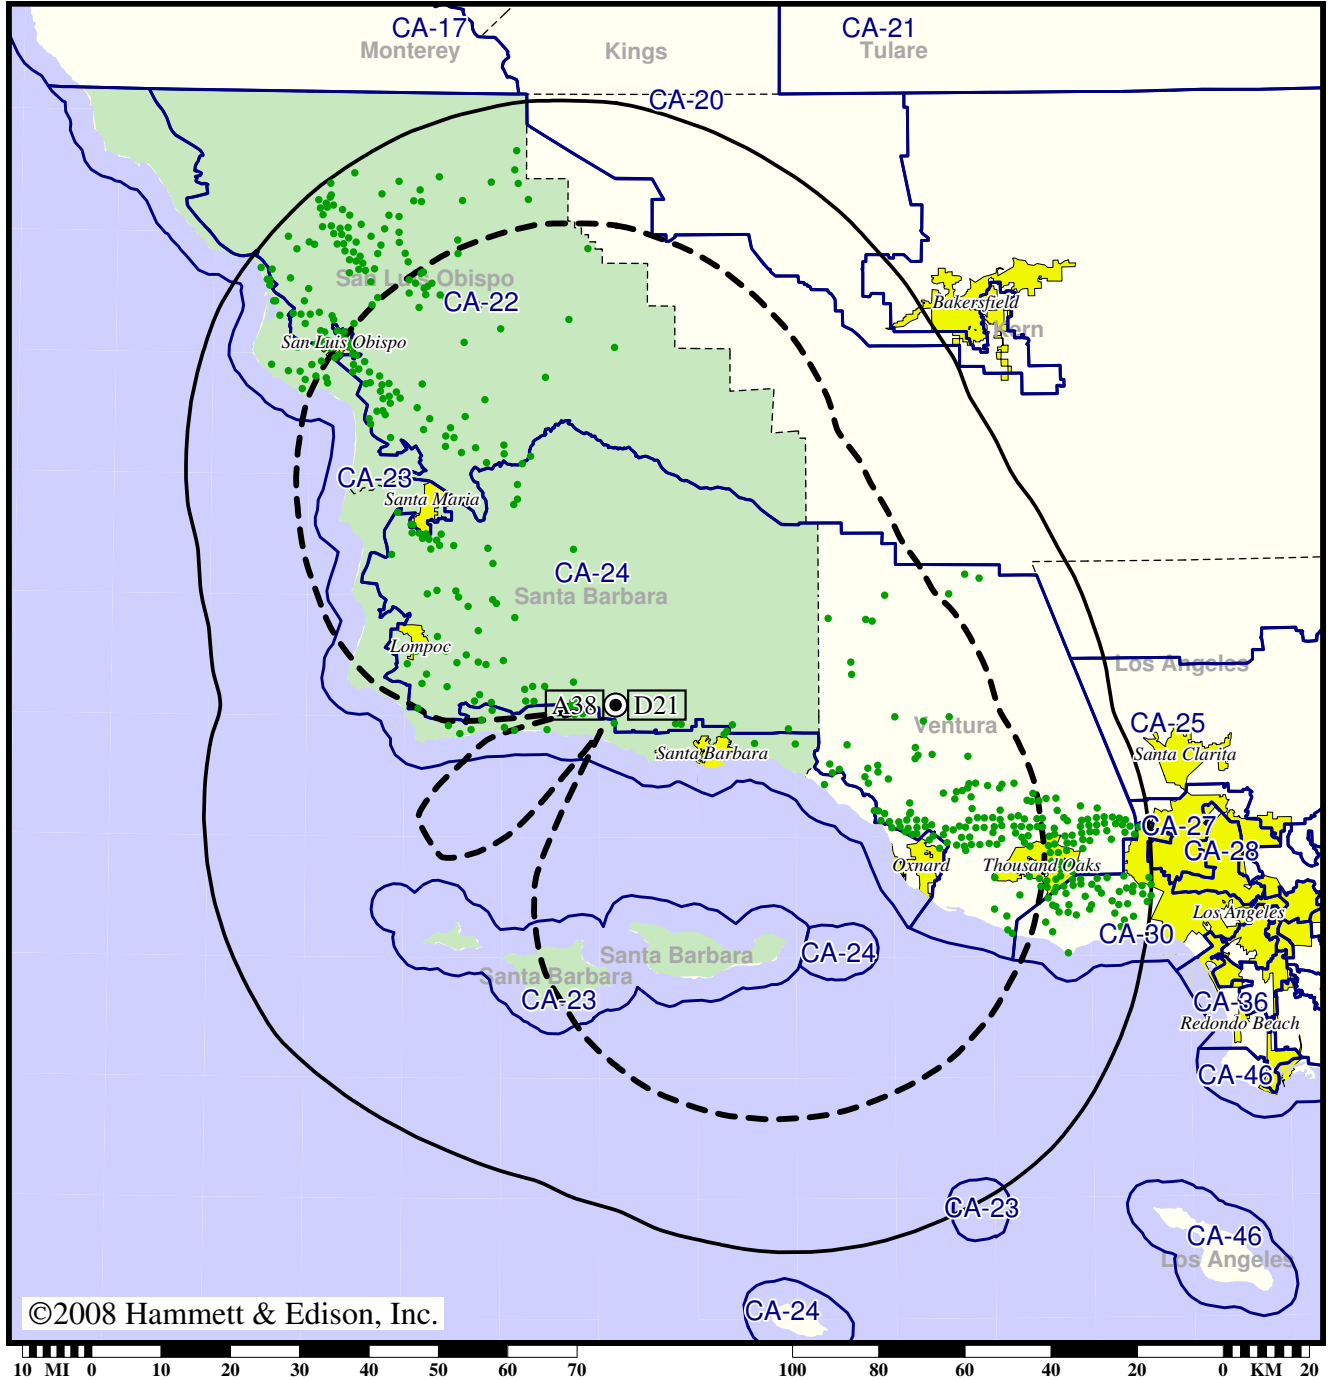 CA-17
CA-21
Monterey
Kings
Tulare
CA-20
San Luis Obispo
CA-22
Bakersfield
Kern
San Luis Obispo
CA-23
Santa Maria
CA-24
Santa Barbara
Lompoc
Los Angeles
A38
D21
CA-25
Ventura
Santa Barbara
Santa Clarita
CA-27
CA-28
Oxnard
Thousand Oaks
Los Angeles
CA-30
Santa Barbara
CA-24
Santa Barbara
CA-23
CA-36
Redondo Beach
CA-46
CA-23
CA-46
Los Angeles
CA-24
©2008 Hammett & Edison, Inc.
10 MI 0 10 20 30 40 50 60 70 100 80 60 40 20 0 KM 20